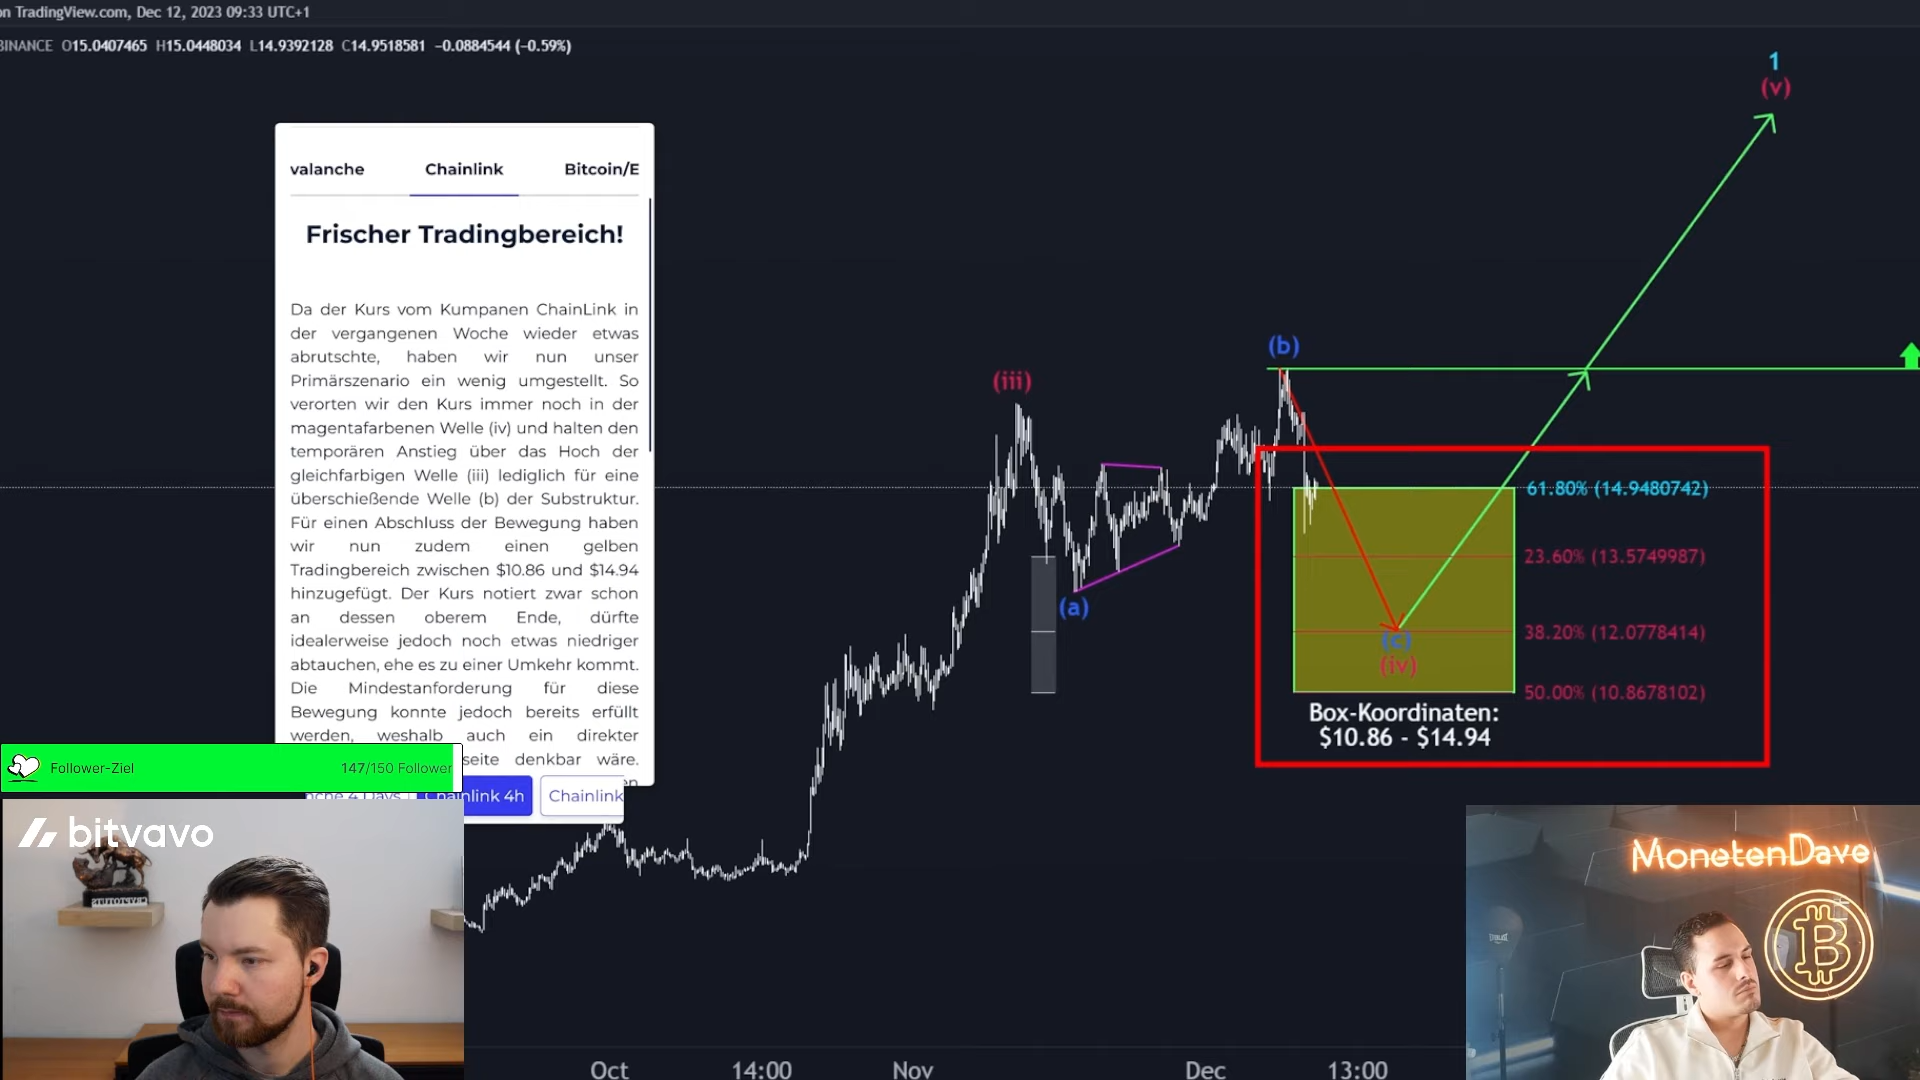 on TradingView.com, Dec 12, 2023 09:33 UTC+1
BINANCE O15.0407465 H15.0448034 L14.9392128 C14.9518581 −0.0884544 (−0.59%)
1
(v)
valanche Chainlink Bitcoin/E
Frischer Tradingbereich!
Da der Kurs vom Kumpanen ChainLink in
der vergangenen Woche wieder etwas
abrutschte, haben wir nun unser
Primärszenario ein wenig umgestellt. So
verorten wir den Kurs immer noch in der
magentafarbenen Welle (iv) und halten den
temporären Anstieg über das Hoch der
gleichfarbigen Welle (iii) lediglich für eine
überschießende Welle (b) der Substruktur.
Für einen Abschluss der Bewegung haben
wir nun zudem einen gelben
Tradingbereich zwischen $10.86 und $14.94
hinzugefügt. Der Kurs notiert zwar schon
an dessen oberem Ende, dürfte
idealerweise jedoch noch etwas niedriger
abtauchen, ehe es zu einer Umkehr kommt.
Die Mindestanforderung für diese
Bewegung konnte jedoch bereits erfüllt
werden, weshalb auch ein direkter
seite denkbar wäre.
en
Chainlink 4h Chainlink
(iii)
(b)
(a)
61.80% (14.9480742)
23.60% (13.5749987)
38.20% (12.0778414)
(c)
(iv)
50.00% (10.8678102)
Box-Koordinaten:
$10.86 - $14.94
Follower-Ziel 147/150 Follower
bitvavo
MonetenDave
Oct 14:00 Nov Dec 13:00